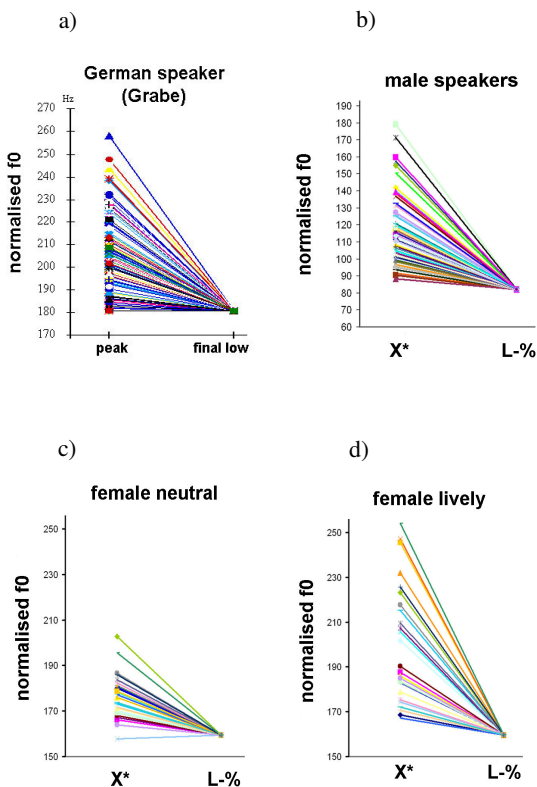 a)
German speaker
(Grabe)
Hz
normalised f0
270
260
250
240
230
220
210
200
190
180
170
peak final low
b)
male speakers
normalised f0
190
180
170
160
150
140
130
120
110
100
90
80
70
60
X* L-%
c)
female neutral
normalised f0
250
230
210
190
170
150
X* L-%
d)
female lively
normalised f0
250
230
210
190
170
150
X* L-%